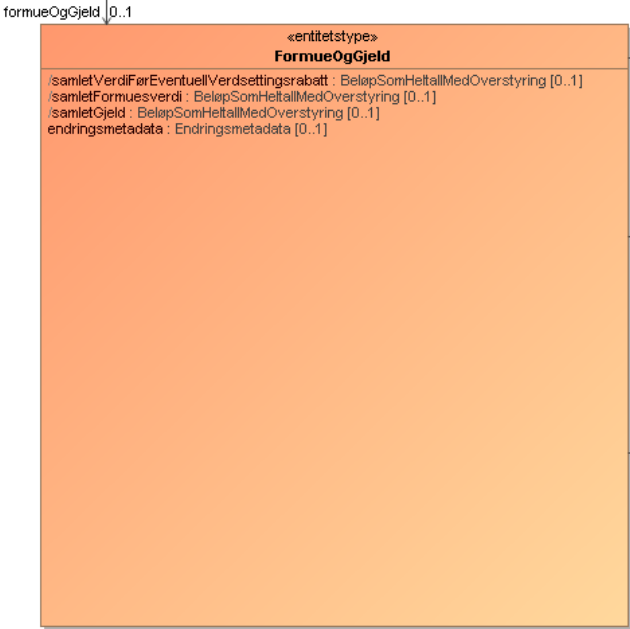 formueOgGjeld 0..1
«entitetstype»
FormueOgGjeld
/samletVerdiFørEventuellVerdsettingsrabatt : BeløpSomHeltallMedOverstyring [0..1]
/samletFormuesverdi : BeløpSomHeltallMedOverstyring [0..1]
/samletGjeld : BeløpSomHeltallMedOverstyring [0..1]
endringsmetadata : Endringsmetadata [0..1]